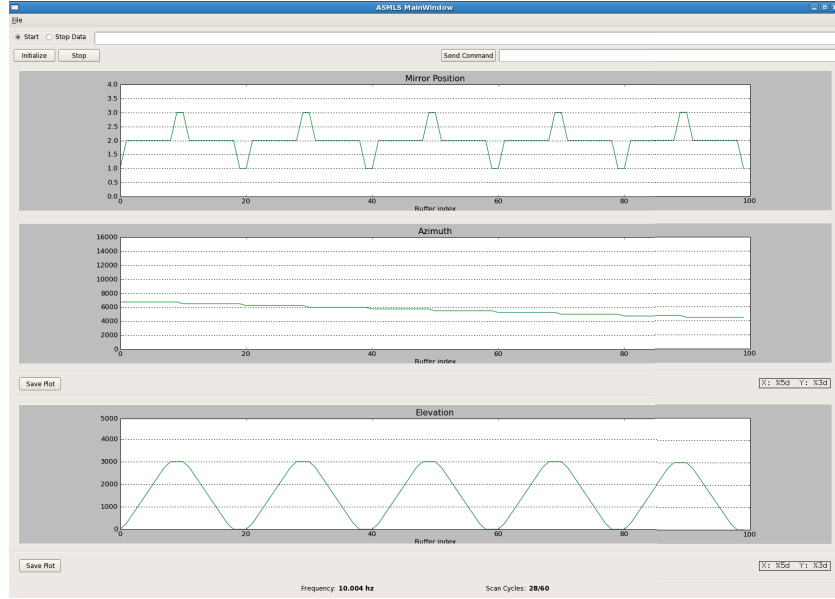 ASMLS MainWindow
File
Start Stop Data
Initialize Stop Send Command
Mirror Position
4.0
3.5
3.0
2.5
2.0
1.5
1.0
0.5
0.0
0 20 40 60 80 100
Buffer index
Azimuth
16000
14000
12000
10000
8000
6000
4000
2000
0
0 20 40 60 80 100
Buffer index
Save Plot X: %5d Y: %3d
Elevation
5000
4000
3000
2000
1000
0
0 20 40 60 80 100
Buffer index
Save Plot X: %5d Y: %3d
Frequency: 10.004 hz Scan Cycles: 28/60